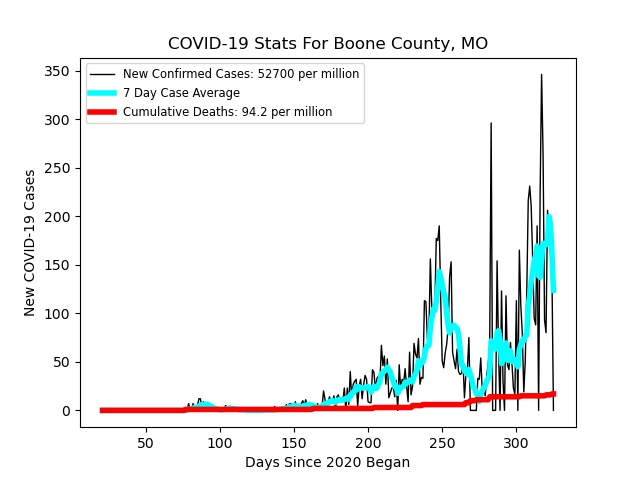 COVID-19 Stats For Boone County, MO
New Confirmed Cases: 52700 per million
7 Day Case Average
Cumulative Deaths: 94.2 per million
New COVID-19 Cases
350
300
250
200
150
100
50
0
50 100 150 200 250 300
Days Since 2020 Began